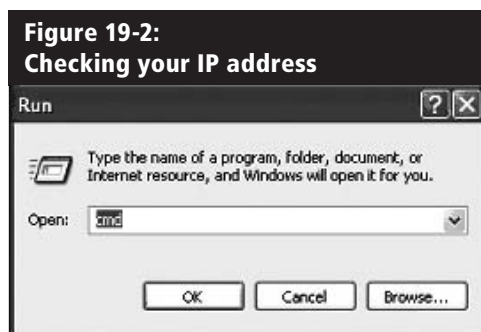 Figure 19-2:
Checking your IP address
Run
Type the name of a program, folder, document, or
Internet resource, and Windows will open it for you.
Open: cmd
OK Cancel Browse...